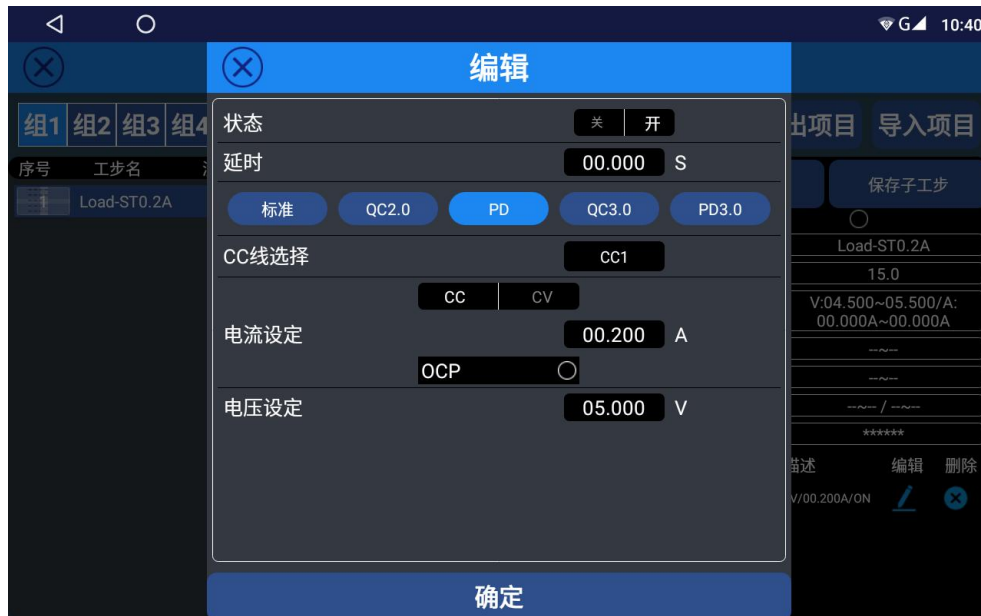 G 10:40
编辑
组1 组2 组3 组4
出项目 导入项目
状态 关 开
序号 工步名
延时 00.000 S
保存子工步
1 Load-ST0.2A
标准 QC2.0 PD QC3.0 PD3.0
Load-ST0.2A
CC线选择 CC1
15.0
CC CV
V:04.500~05.500/A:
00.000A~00.000A
电流设定 00.200 A
--~--
OCP
--~--
电压设定 05.000 V
--~-- / --~--
******
描述 编辑 删除
V/00.200A/ON
确定